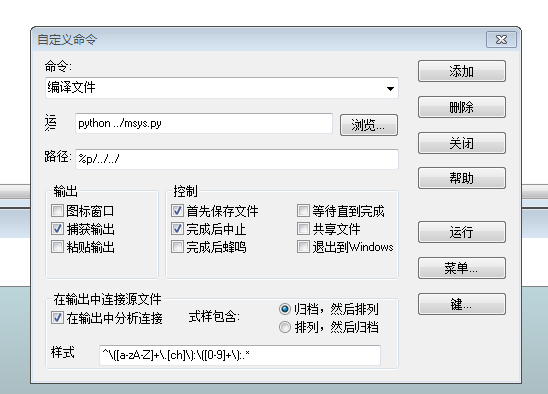 自定义命令
命令:
编译文件
添加
删除
运
python ../msys.py
浏览...
关闭
路径:
%p/../../
帮助
输出
控制
图标窗口
首先保存文件
等待直到完成
捕获输出
完成后中止
共享文件
粘贴输出
完成后蜂鸣
退出到Windows
运行
菜单...
键...
在输出中连接源文件
在输出中分析连接
式样包含:
归档，然后排列
排列，然后归档
样式
^\([a-zA-Z]+\.[ch]\):\([0-9]+\):.*